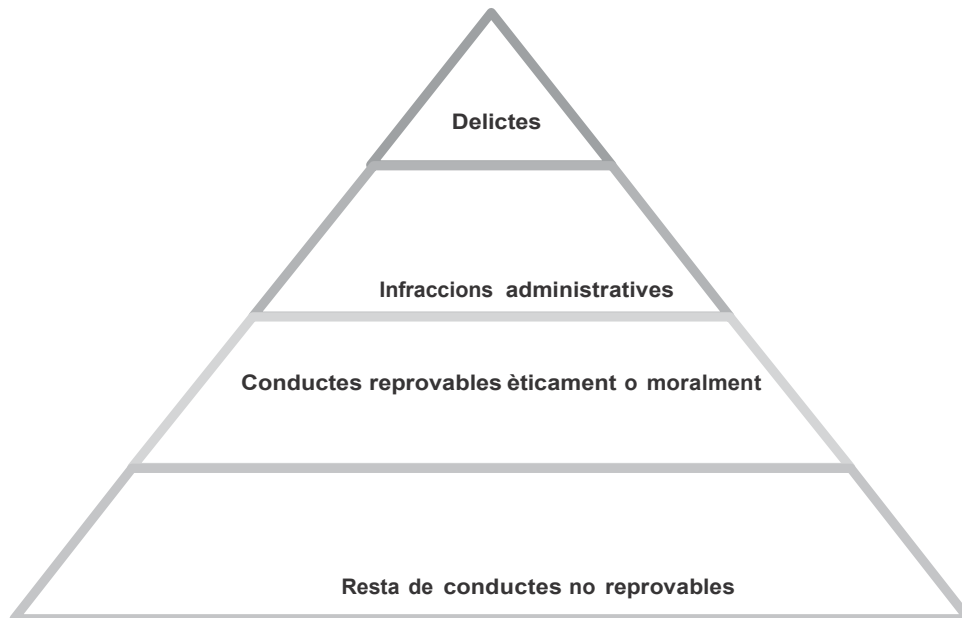 Delictes
Infraccions administratives
Conductes reprovables èticament o moralment
Resta de conductes no reprovables